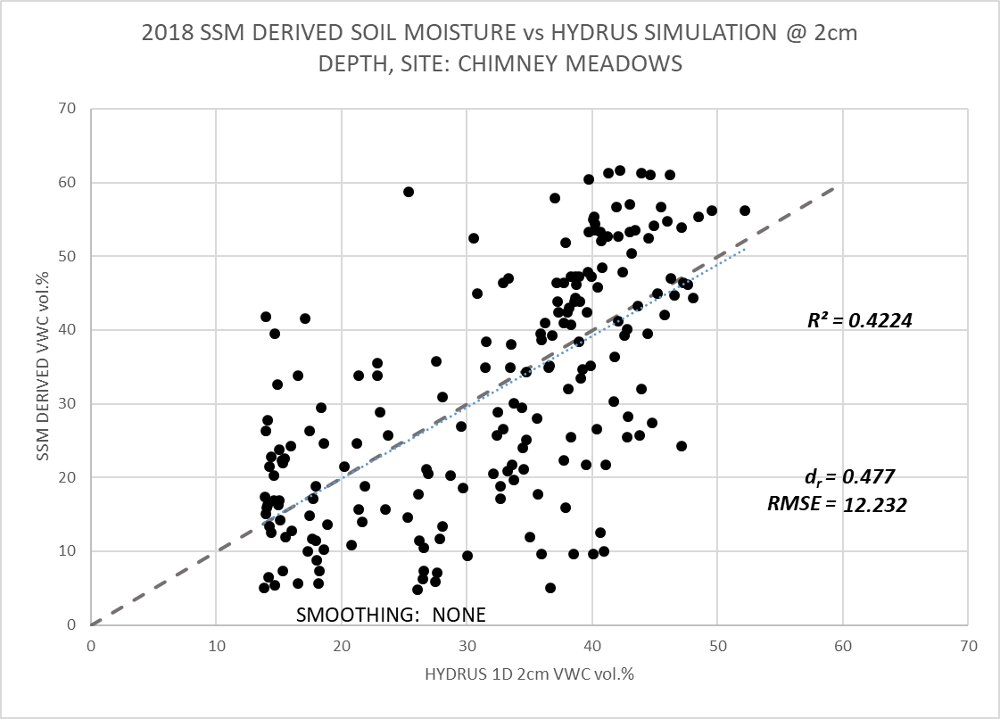 2018 SSM DERIVED SOIL MOISTURE vs HYDRUS SIMULATION @ 2cm
DEPTH, SITE: CHIMNEY MEADOWS
SSM DERIVED VWC vol.%
70
60
50
40
30
20
10
0
R² = 0.4224
dr = 0.477
RMSE = 12.232
SMOOTHING: NONE
0 10 20 30 40 50 60 70
HYDRUS 1D 2cm VWC vol.%